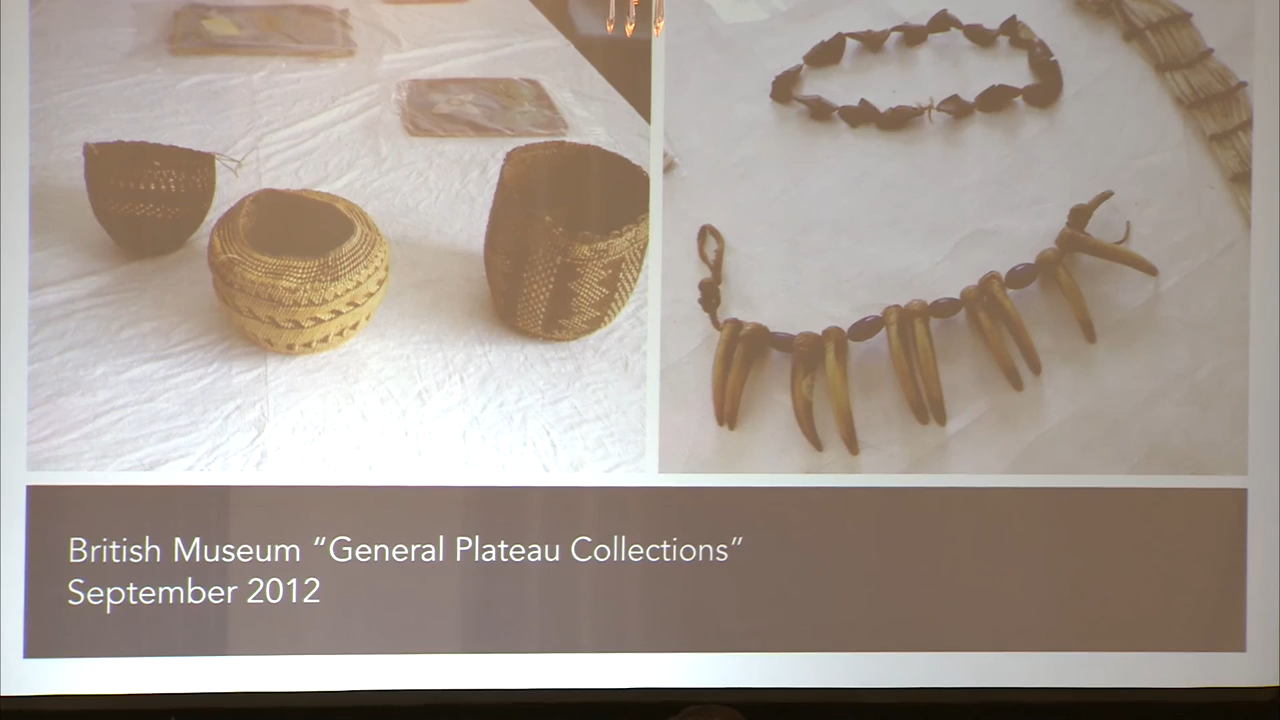 British Museum “General Plateau Collections”
September 2012